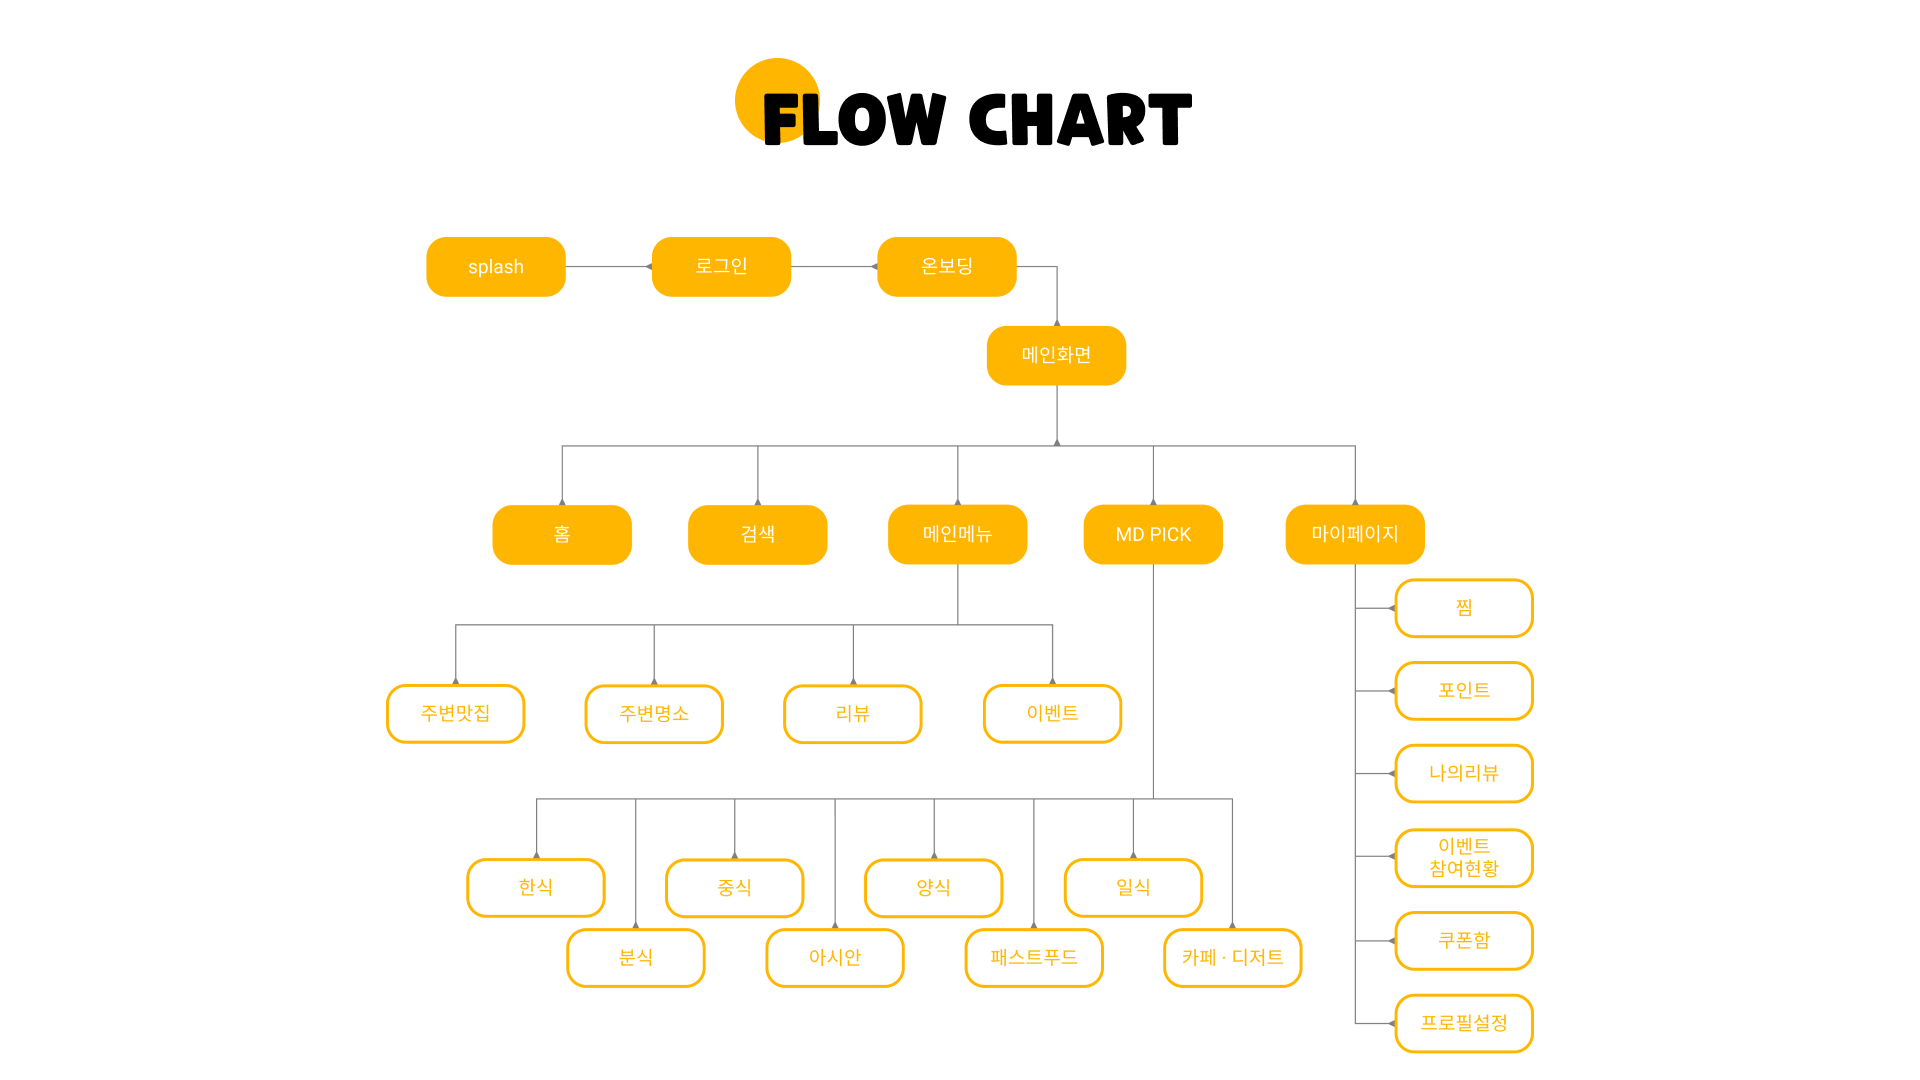 FLOW CHART
splash
로그인
온보딩
메인화면
홈
검색
메인메뉴
MD PICK
마이페이지
찜
포인트
나의리뷰
이벤트
참여현황
쿠폰함
프로필설정
주변맛집
주변명소
리뷰
이벤트
한식
중식
양식
일식
분식
아시안
패스트푸드
카페 · 디저트